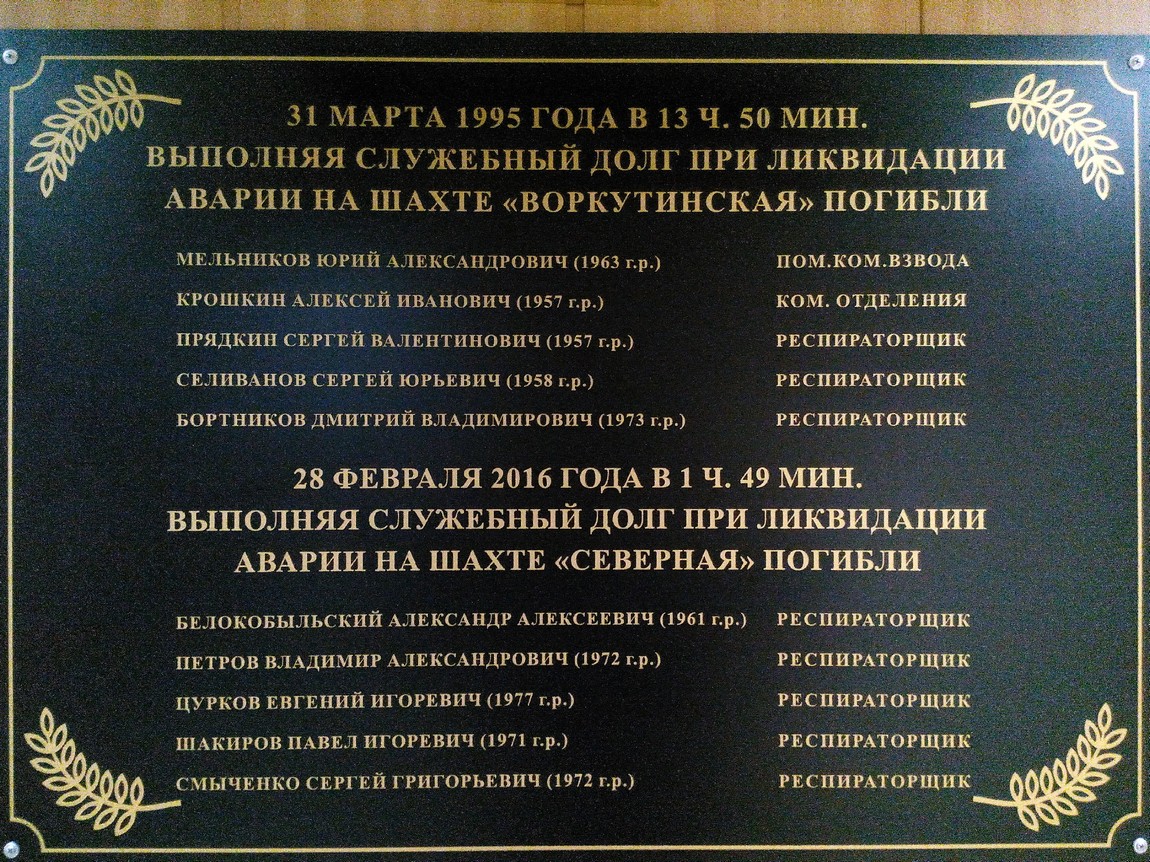 31 МАРТА 1995 ГОДА В 13 Ч. 50 МИН.
ВЫПОЛНЯЯ СЛУЖЕБНЫЙ ДОЛГ ПРИ ЛИКВИДАЦИИ
АВАРИИ НА ШАХТЕ «ВОРКУТИНСКАЯ» ПОГИБЛИ
МЕЛЬНИКОВ ЮРИЙ АЛЕКСАНДРОВИЧ (1963 г.р.) ПОМ.КОМ.ВЗВОДА
КРОШКИН АЛЕКСЕЙ ИВАНОВИЧ (1957 г.р.) КОМ. ОТДЕЛЕНИЯ
ПРЯДКИН СЕРГЕЙ ВАЛЕНТИНОВИЧ (1957 г.р.) РЕСПИРАТОРЩИК
СЕЛИВАНОВ СЕРГЕЙ ЮРЬЕВИЧ (1958 г.р.) РЕСПИРАТОРЩИК
БОРТНИКОВ ДМИТРИЙ ВЛАДИМИРОВИЧ (1973 г.р.) РЕСПИРАТОРЩИК
28 ФЕВРАЛЯ 2016 ГОДА В 1 Ч. 49 МИН.
ВЫПОЛНЯЯ СЛУЖЕБНЫЙ ДОЛГ ПРИ ЛИКВИДАЦИИ
АВАРИИ НА ШАХТЕ «СЕВЕРНАЯ» ПОГИБЛИ
БЕЛОКОБЫЛЬСКИЙ АЛЕКСАНДР АЛЕКСЕЕВИЧ (1961 г.р.) РЕСПИРАТОРЩИК
ПЕТРОВ ВЛАДИМИР АЛЕКСАНДРОВИЧ (1972 г.р.) РЕСПИРАТОРЩИК
ЦУРКОВ ЕВГЕНИЙ ИГОРЕВИЧ (1977 г.р.) РЕСПИРАТОРЩИК
ШАКИРОВ ПАВЕЛ ИГОРЕВИЧ (1971 г.р.) РЕСПИРАТОРЩИК
СМЫЧЕНКО СЕРГЕЙ ГРИГОРЬЕВИЧ (1972 г.р.) РЕСПИРАТОРЩИК